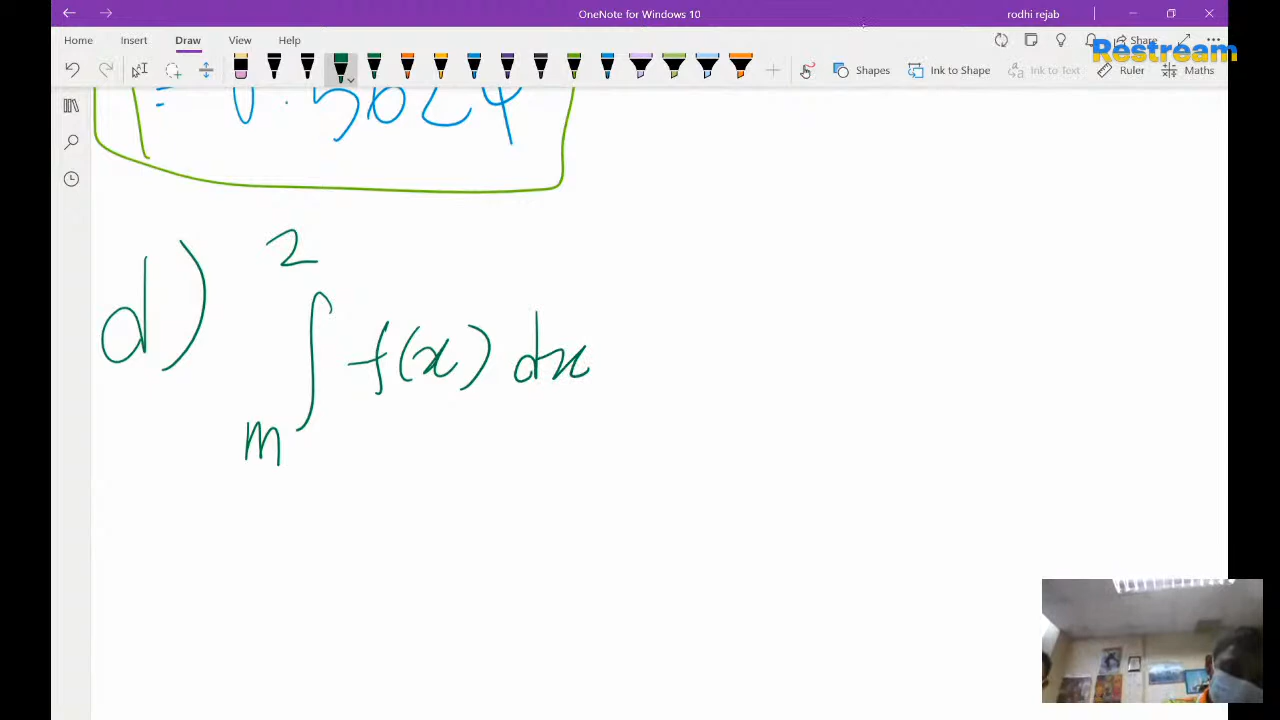 OneNote for Windows 10
rodhi rejab
Home Insert Draw View Help
Share
Restream
Shapes Ink to Shape Ink to Text Ruler Maths
= 0.5624
d) ∫ₘ² f(x) dx